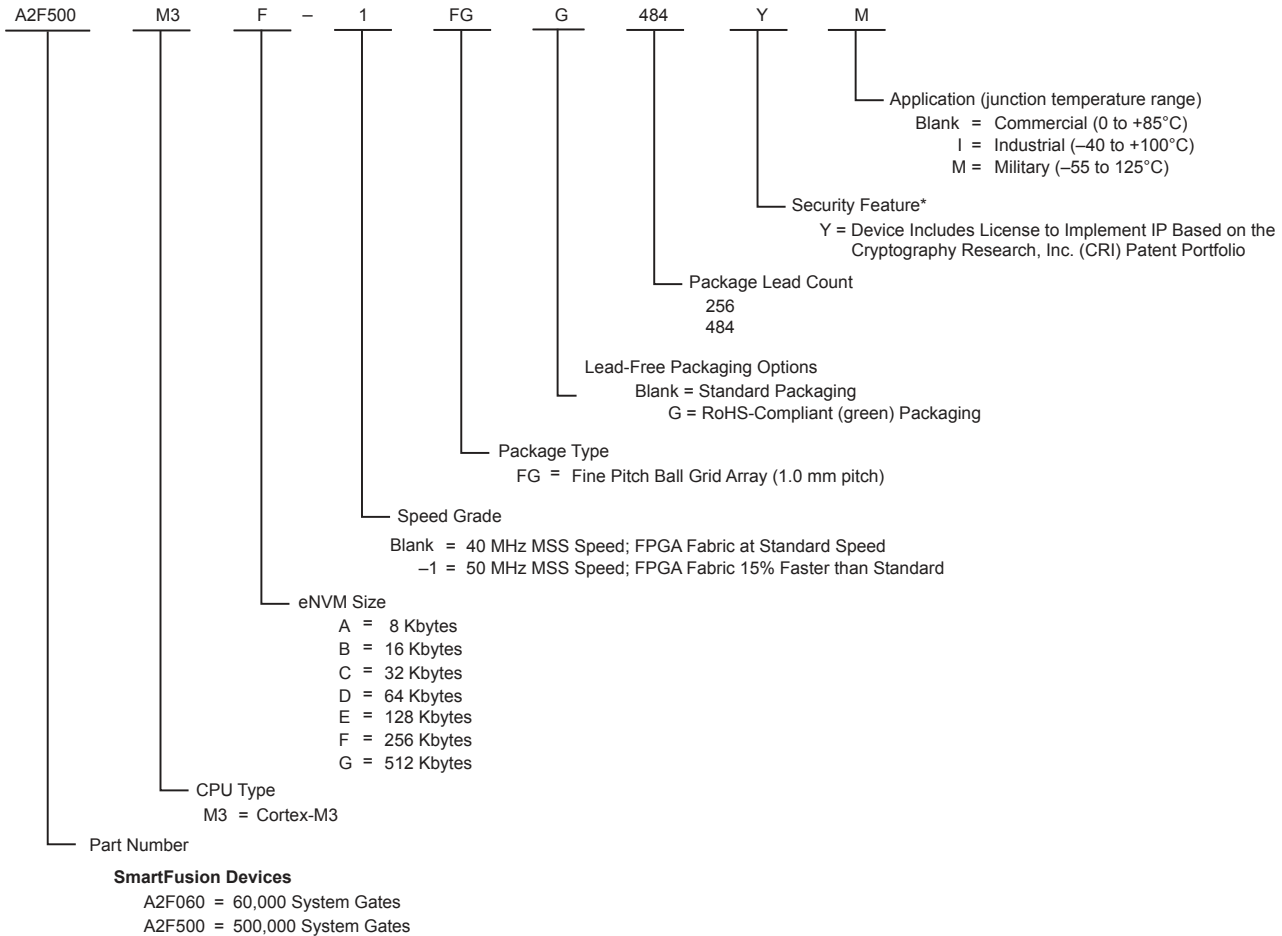 A2F500 M3 F – 1 FG G 484 Y M
Application (junction temperature range)
Blank = Commercial (0 to +85°C)
I = Industrial (–40 to +100°C)
M = Military (–55 to 125°C)
Security Feature*
Y = Device Includes License to Implement IP Based on the
Cryptography Research, Inc. (CRI) Patent Portfolio
Package Lead Count
256
484
Lead-Free Packaging Options
Blank = Standard Packaging
G = RoHS-Compliant (green) Packaging
Package Type
FG = Fine Pitch Ball Grid Array (1.0 mm pitch)
Speed Grade
Blank = 40 MHz MSS Speed; FPGA Fabric at Standard Speed
–1 = 50 MHz MSS Speed; FPGA Fabric 15% Faster than Standard
eNVM Size
A = 8 Kbytes
B = 16 Kbytes
C = 32 Kbytes
D = 64 Kbytes
E = 128 Kbytes
F = 256 Kbytes
G = 512 Kbytes
CPU Type
M3 = Cortex-M3
Part Number
SmartFusion Devices
A2F060 = 60,000 System Gates
A2F500 = 500,000 System Gates